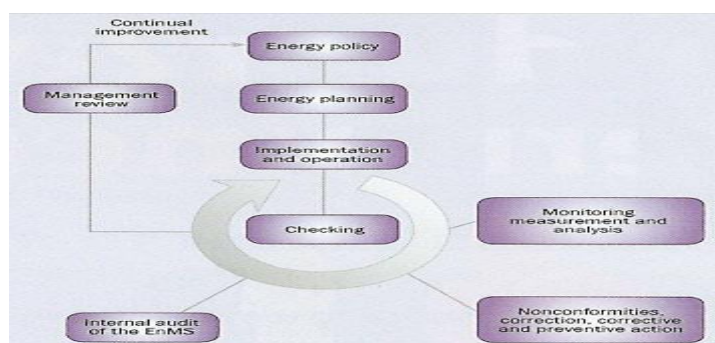 Continual
improvement
Energy policy
Management
review
Energy planning
Implementation
and operation
Checking
Monitoring
measurement and
analysis
Internal audit
of the EnMS
Nonconformities,
correction, corrective
and preventive action